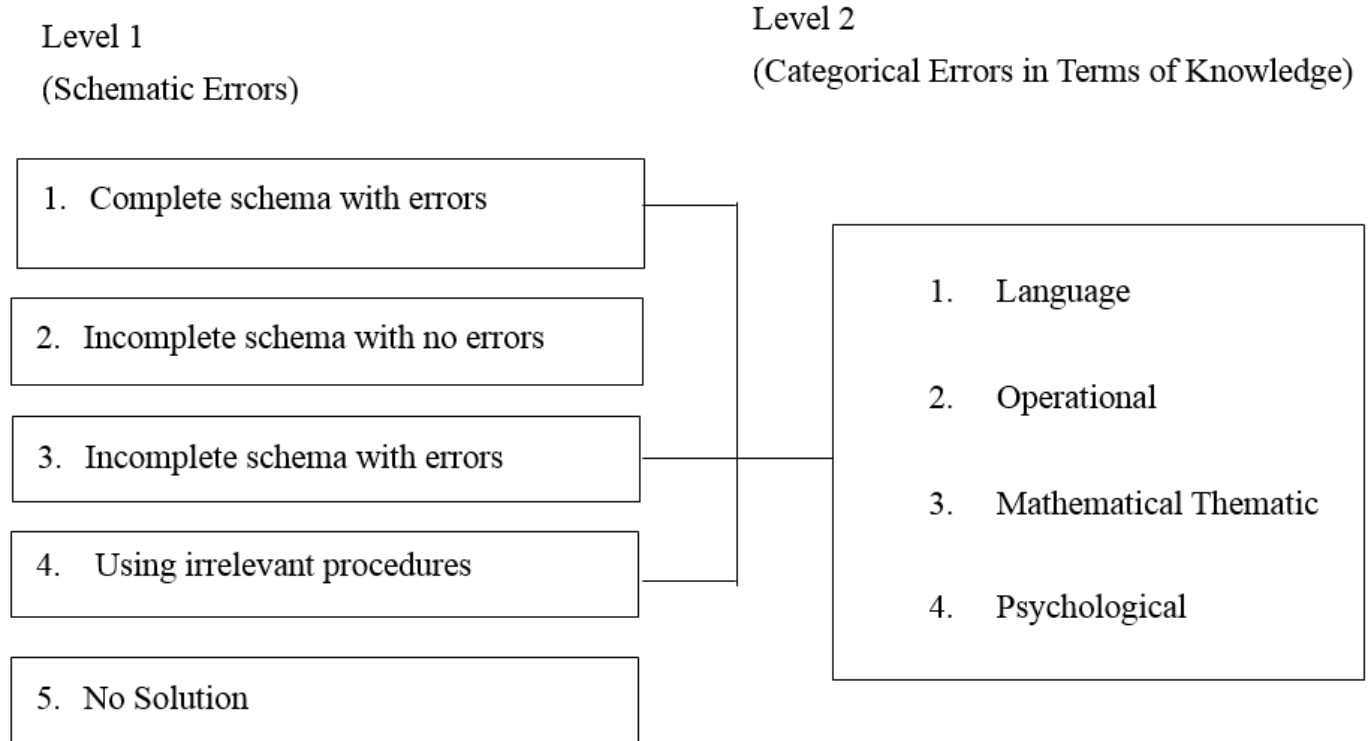 Level 1
(Schematic Errors)
1. Complete schema with errors
2. Incomplete schema with no errors
3. Incomplete schema with errors
4. Using irrelevant procedures
5. No Solution
Level 2
(Categorical Errors in Terms of Knowledge)
1. Language
2. Operational
3. Mathematical Thematic
4. Psychological